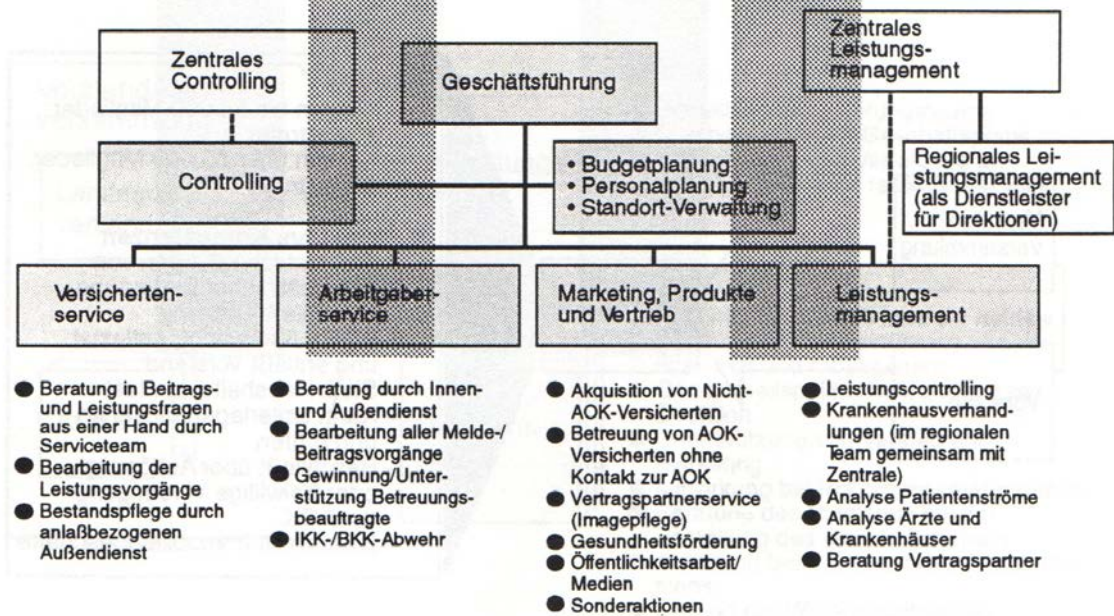 Zentrales
Controlling
Geschäftsführung
Zentrales
Leistungs-
management
Controlling
• Budgetplanung
• Personalplanung
• Standort-Verwaltung
Regionales Lei-
stungsmanagement
(als Dienstleister
für Direktionen)
Versicherten-
service
Arbeitgeber-
service
Marketing, Produkte
und Vertrieb
Leistungs-
management
● Beratung in Beitrags-
und Leistungsfragen
aus einer Hand durch
Serviceteam
● Bearbeitung der
Leistungsvorgänge
● Bestandspflege durch
anlaßbezogenen
Außendienst
● Beratung durch Innen-
und Außendienst
● Bearbeitung aller Melde-/
Beitragsvorgänge
● Gewinnung/Unter-
stützung Betreuungs-
beauftragte
● IKK-/BKK-Abwehr
● Akquisition von Nicht-
AOK-Versicherten
● Betreuung von AOK-
Versicherten ohne
Kontakt zur AOK
● Vertragspartnerservice
(Imagepflege)
● Gesundheitsförderung
● Öffentlichkeitsarbeit/
Medien
● Sonderaktionen
● Leistungscontrolling
● Krankenhausverhand-
lungen (im regionalen
Team gemeinsam mit
Zentrale)
● Analyse Patientenströme
● Analyse Ärzte und
Krankenhäuser
● Beratung Vertragspartner